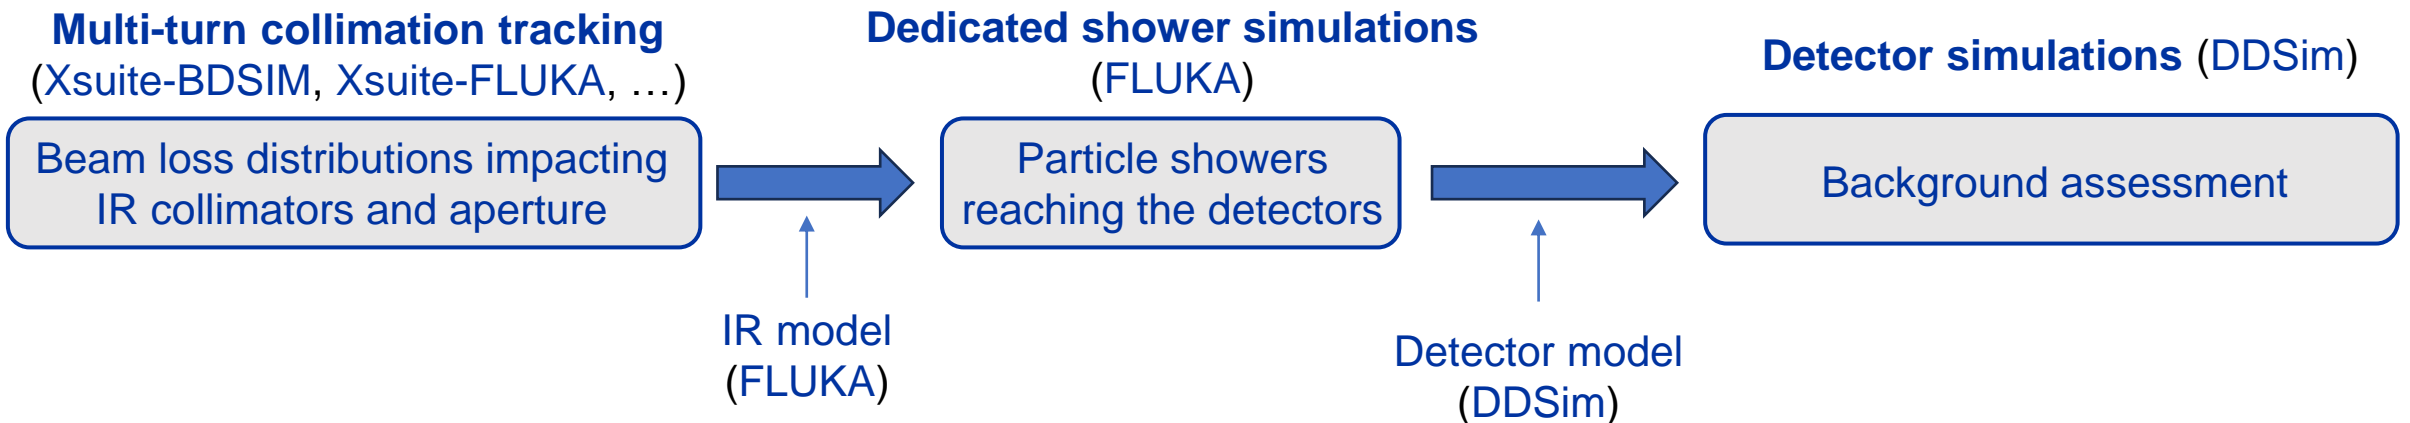 Multi-turn collimation tracking
(Xsuite-BDSIM, Xsuite-FLUKA, …)
Beam loss distributions impacting
IR collimators and aperture
IR model
(FLUKA)
Dedicated shower simulations
(FLUKA)
Particle showers
reaching the detectors
Detector model
(DDSim)
Detector simulations (DDSim)
Background assessment